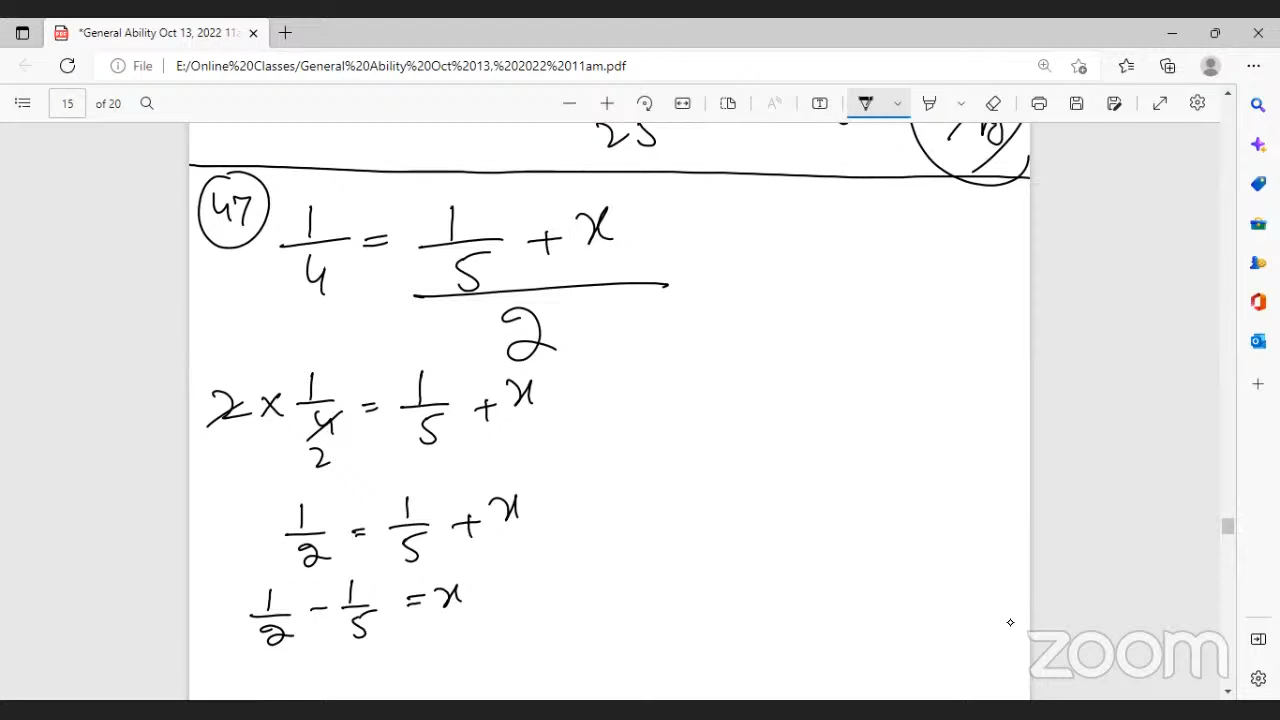 *General Ability Oct 13, 2022 11a
File
E:/Online%20Classes/General%20Ability%20Oct%2013,%202022%2011am.pdf
15 of 20
25
47
1/4 = (1/5 + x)/2
2 × 1/4 = 1/5 + x
2
1/2 = 1/5 + x
1/2 - 1/5 = x
zoom